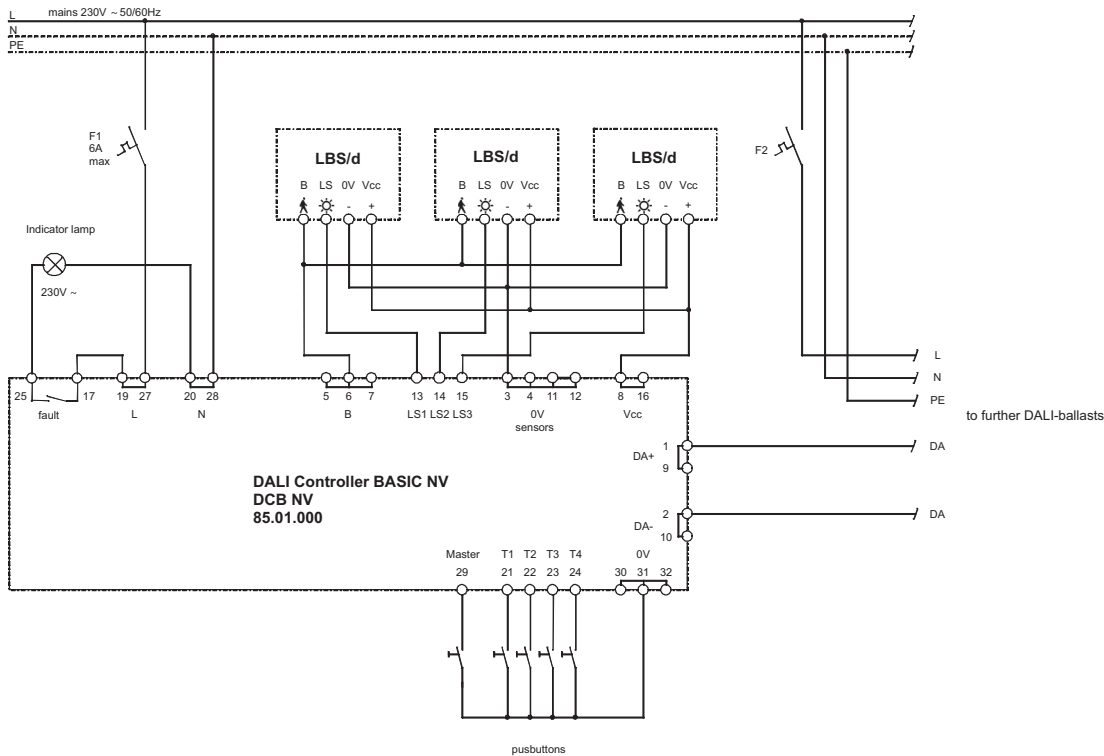 L mains 230V ~ 50/60Hz
N
PE
F1
6A
max
F2
LBS/d LBS/d LBS/d
B LS 0V Vcc B LS 0V Vcc B LS 0V Vcc
- + - + - +
Indicator lamp
230V ~
L
N
PE
to further DALI-ballasts
25 17 19 27 20 28 5 6 7 13 14 15 3 4 11 12 8 16
fault L N B LS1 LS2 LS3 0V Vcc
sensors
1
DA+
9
DA
DALI Controller BASIC NV
DCB NV
85.01.000
2
DA-
10
DA
Master T1 T2 T3 T4 0V
29 21 22 23 24 30 31 32
pusbuttons